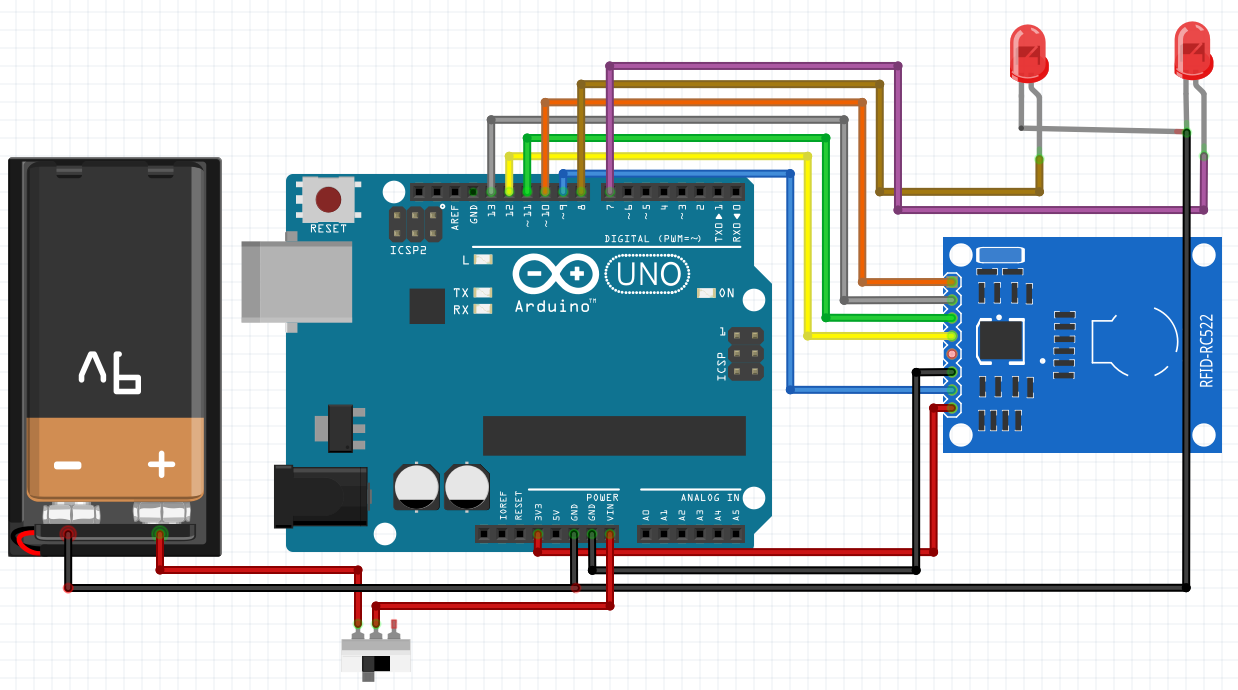 9V
− +
RESET
ICSP2
AREF
GND
13
12
~11
~10
~9
8
7
~6
~5
4
~3
2
TXO▶1
RXO◀0
DIGITAL (PWM=~)
L
TX
RX
UNO
ON
Arduino™
1
ICSP
IOREF
RESET
3V3
5V
GND
GND
VIN
POWER
ANALOG IN
A0
A1
A2
A3
A4
A5
RFID-RC522